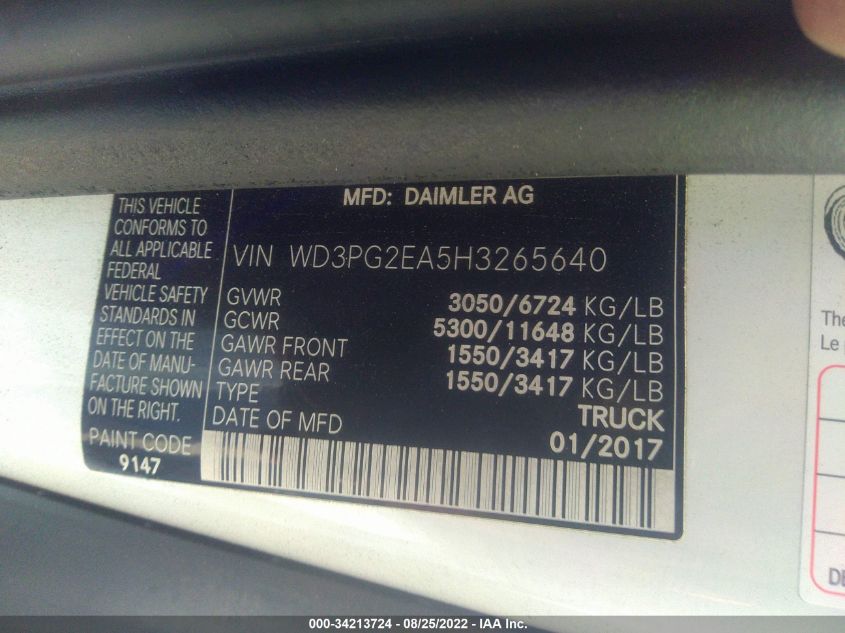 MFD: DAIMLER AG
THIS VEHICLE
CONFORMS TO
ALL APPLICABLE
FEDERAL
VEHICLE SAFETY
STANDARDS IN
EFFECT ON THE
DATE OF MANU-
FACTURE SHOWN
ON THE RIGHT.
PAINT CODE
9147
VIN WD3PG2EA5H3265640
GVWR 3050/6724 KG/LB
GCWR 5300/11648 KG/LB
GAWR FRONT 1550/3417 KG/LB
GAWR REAR 1550/3417 KG/LB
TYPE TRUCK
DATE OF MFD 01/2017
The
Le
000-34213724 - 08/25/2022 - IAA Inc.